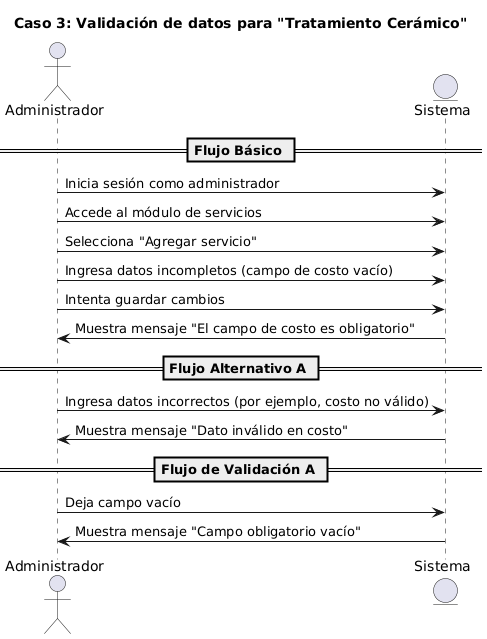 Caso 3: Validación de datos para "Tratamiento Cerámico"
Administrador
Sistema
Flujo Básico
Inicia sesión como administrador
Accede al módulo de servicios
Selecciona "Agregar servicio"
Ingresa datos incompletos (campo de costo vacío)
Intenta guardar cambios
Muestra mensaje "El campo de costo es obligatorio"
Flujo Alternativo A
Ingresa datos incorrectos (por ejemplo, costo no válido)
Muestra mensaje "Dato inválido en costo"
Flujo de Validación A
Deja campo vacío
Muestra mensaje "Campo obligatorio vacío"
Administrador
Sistema